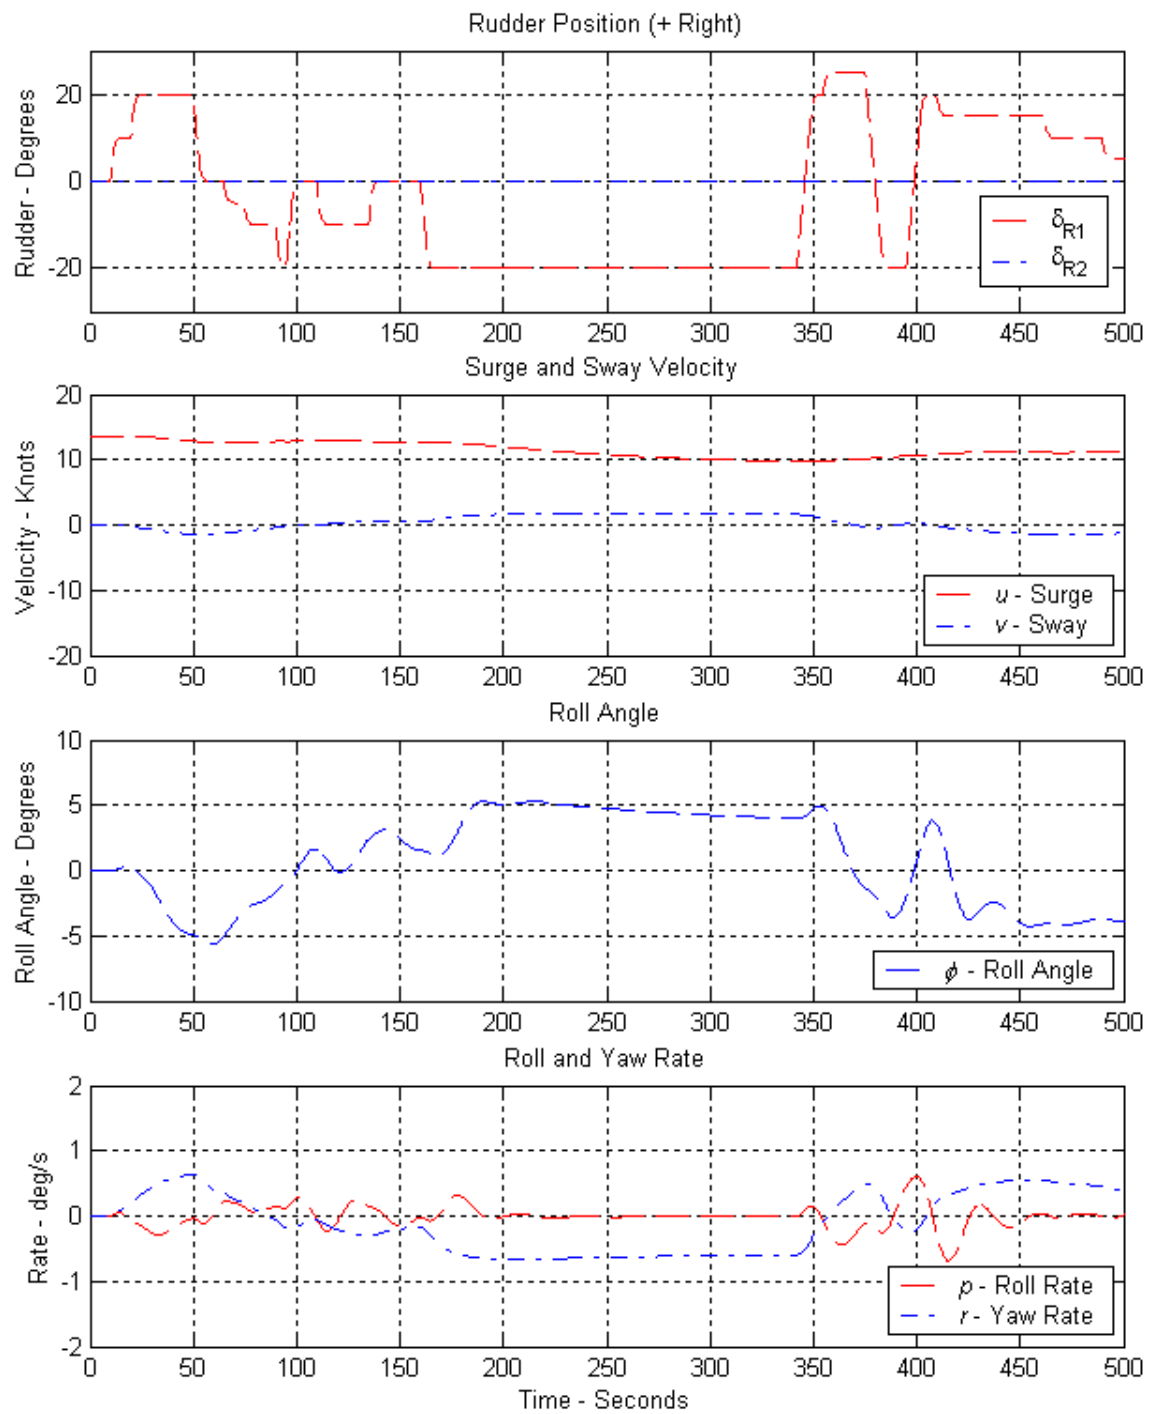 Rudder Position (+ Right)
Rudder - Degrees
20
0
-20
δR1
δR2
0 50 100 150 200 250 300 350 400 450 500
Surge and Sway Velocity
Velocity - Knots
20
10
0
-10
-20
u - Surge
v - Sway
0 50 100 150 200 250 300 350 400 450 500
Roll Angle
Roll Angle - Degrees
10
5
0
-5
-10
ϕ - Roll Angle
0 50 100 150 200 250 300 350 400 450 500
Roll and Yaw Rate
Rate - deg/s
2
1
0
-1
-2
p - Roll Rate
r - Yaw Rate
0 50 100 150 200 250 300 350 400 450 500
Time - Seconds